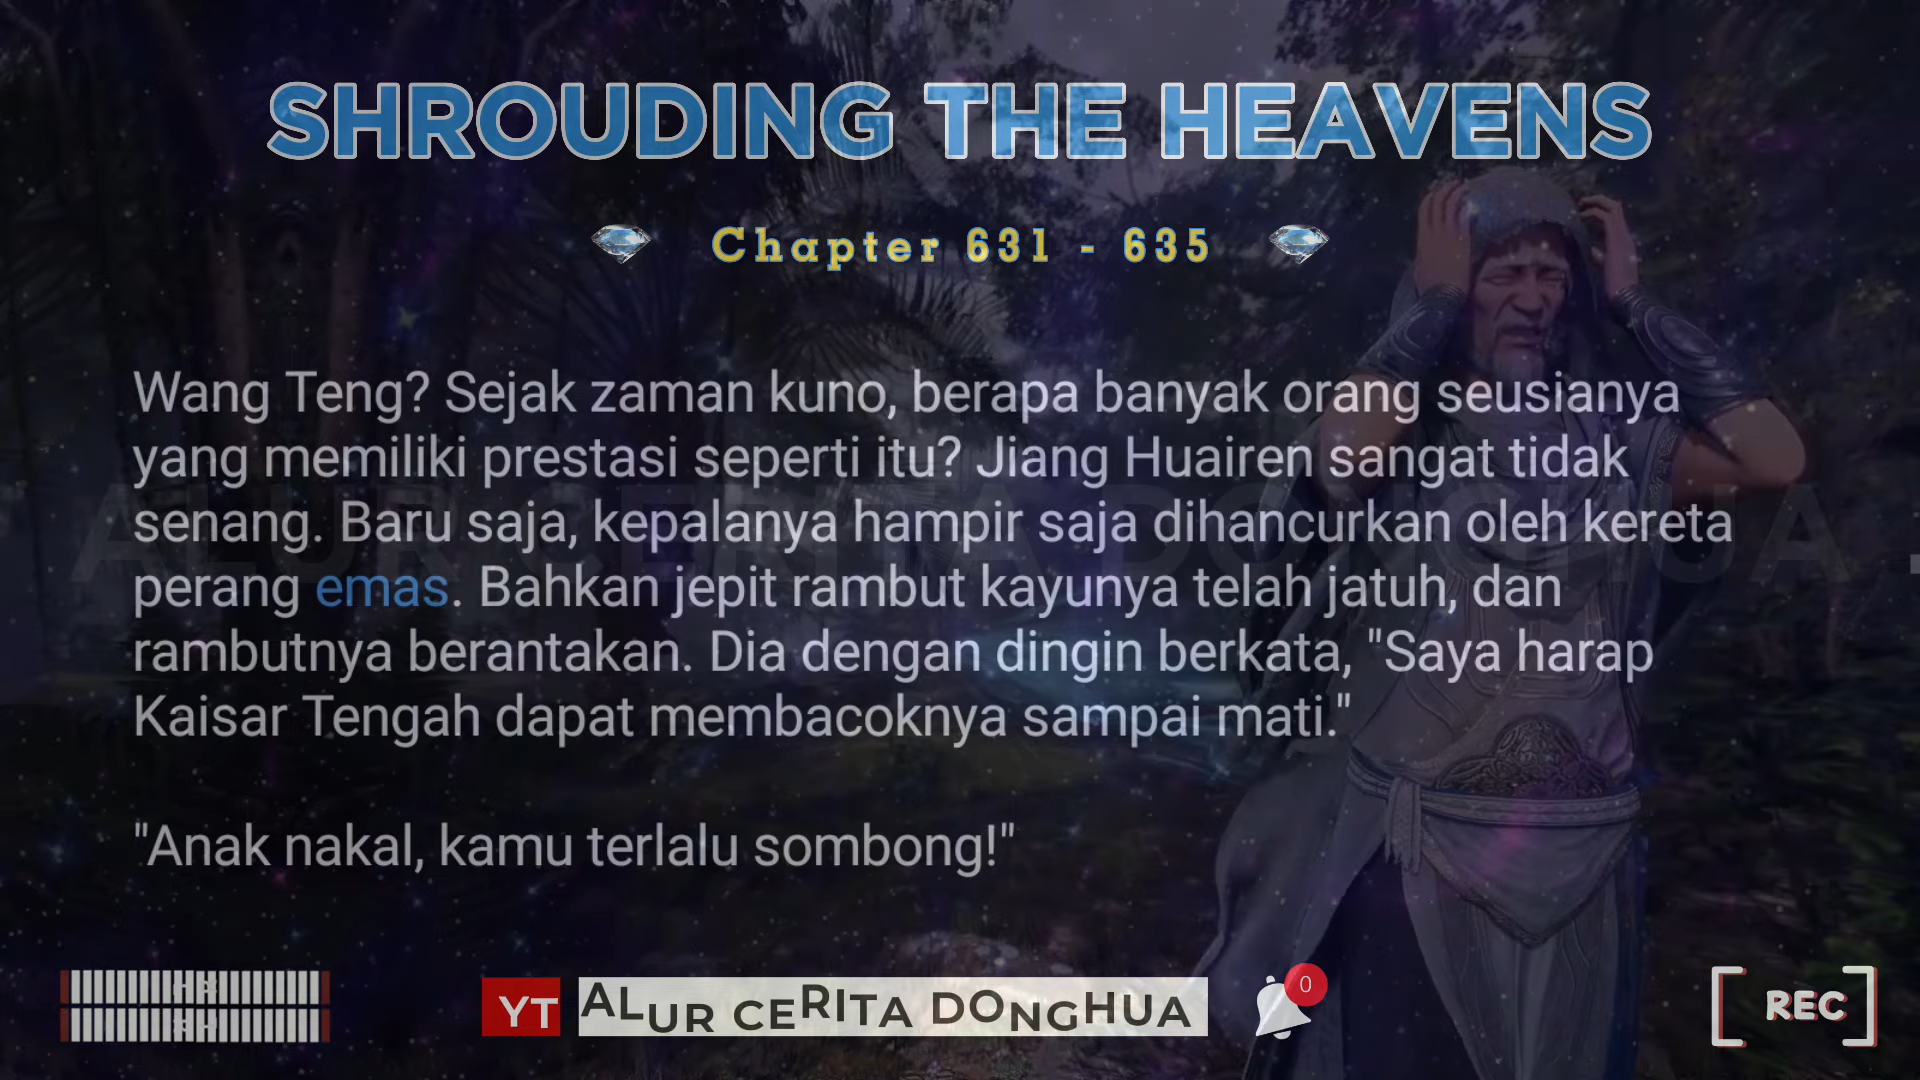 SHROUDING THE HEAVENS
Chapter 631 - 635
Wang Teng? Sejak zaman kuno, berapa banyak orang seusianya
yang memiliki prestasi seperti itu? Jiang Huairen sangat tidak
senang. Baru saja, kepalanya hampir saja dihancurkan oleh kereta
perang emas. Bahkan jepit rambut kayunya telah jatuh, dan
rambutnya berantakan. Dia dengan dingin berkata, "Saya harap
Kaisar Tengah dapat membacoknya sampai mati."
"Anak nakal, kamu terlalu sombong!"
ALUR CERITA DONGHUA
YT ALUR CERITA DONGHUA
0
REC